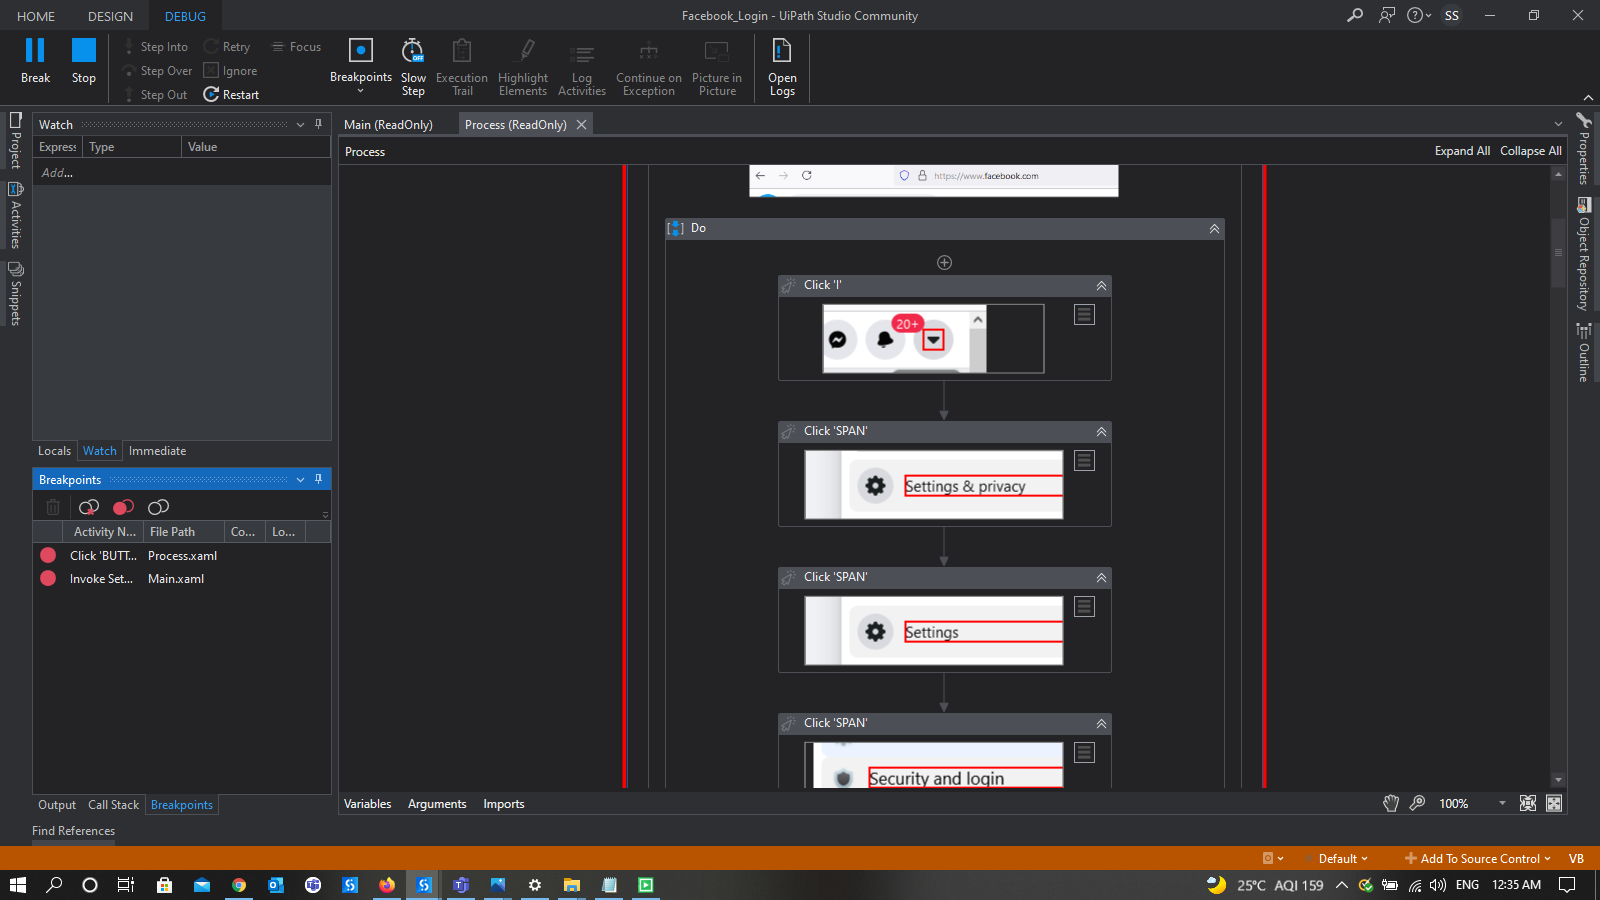 HOME DESIGN DEBUG Facebook_Login - UiPath Studio Community SS
Break Stop Step Into Retry Focus
Step Over Ignore
Step Out Restart
Breakpoints Slow Step OFF Execution Trail Highlight Elements Log Activities Continue on Exception Picture in Picture Open Logs
Project
Activities
Snippets
Watch
Express Type Value
Add...
Locals Watch Immediate
Breakpoints
Activity N... File Path Co... Lo...
Click 'BUTT... Process.xaml
Invoke Set... Main.xaml
Output Call Stack Breakpoints
Find References
Main (ReadOnly) Process (ReadOnly)
Process Expand All Collapse All
https://www.facebook.com
Do
Click 'I'
20+
Click 'SPAN'
Settings & privacy
Click 'SPAN'
Settings
Click 'SPAN'
Security and login
Variables Arguments Imports 100%
Properties
Object Repository
Outline
Default Add To Source Control VB
25°C AQI 159 ENG 12:35 AM